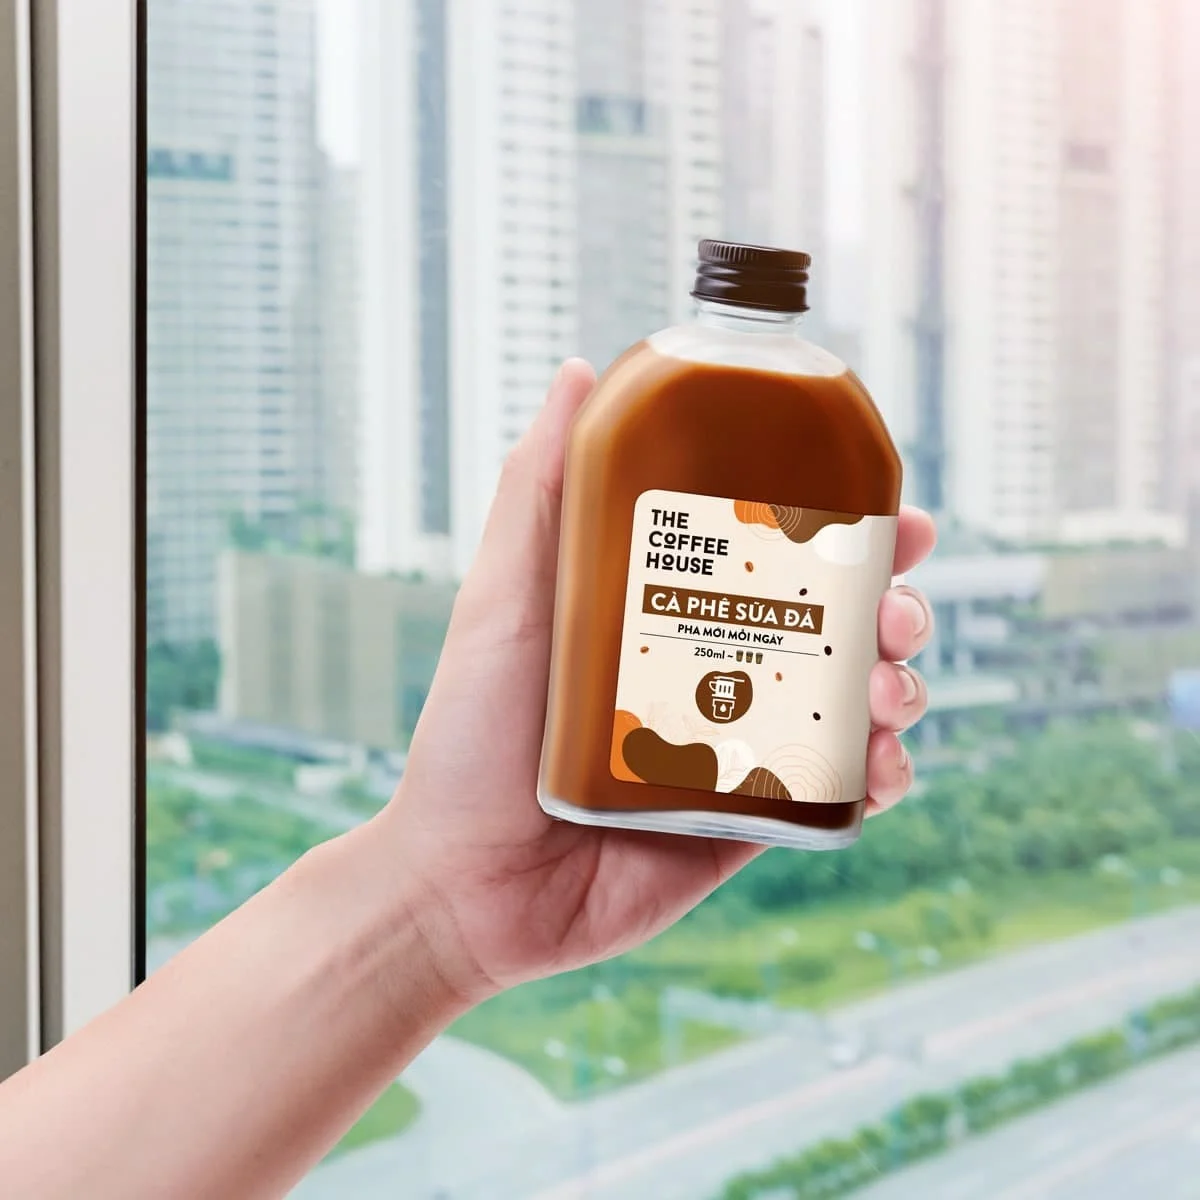 THE
COFFEE
HOUSE
CÀ PHÊ SỮA ĐÁ
PHA MỚI MỖI NGÀY
250ml ~